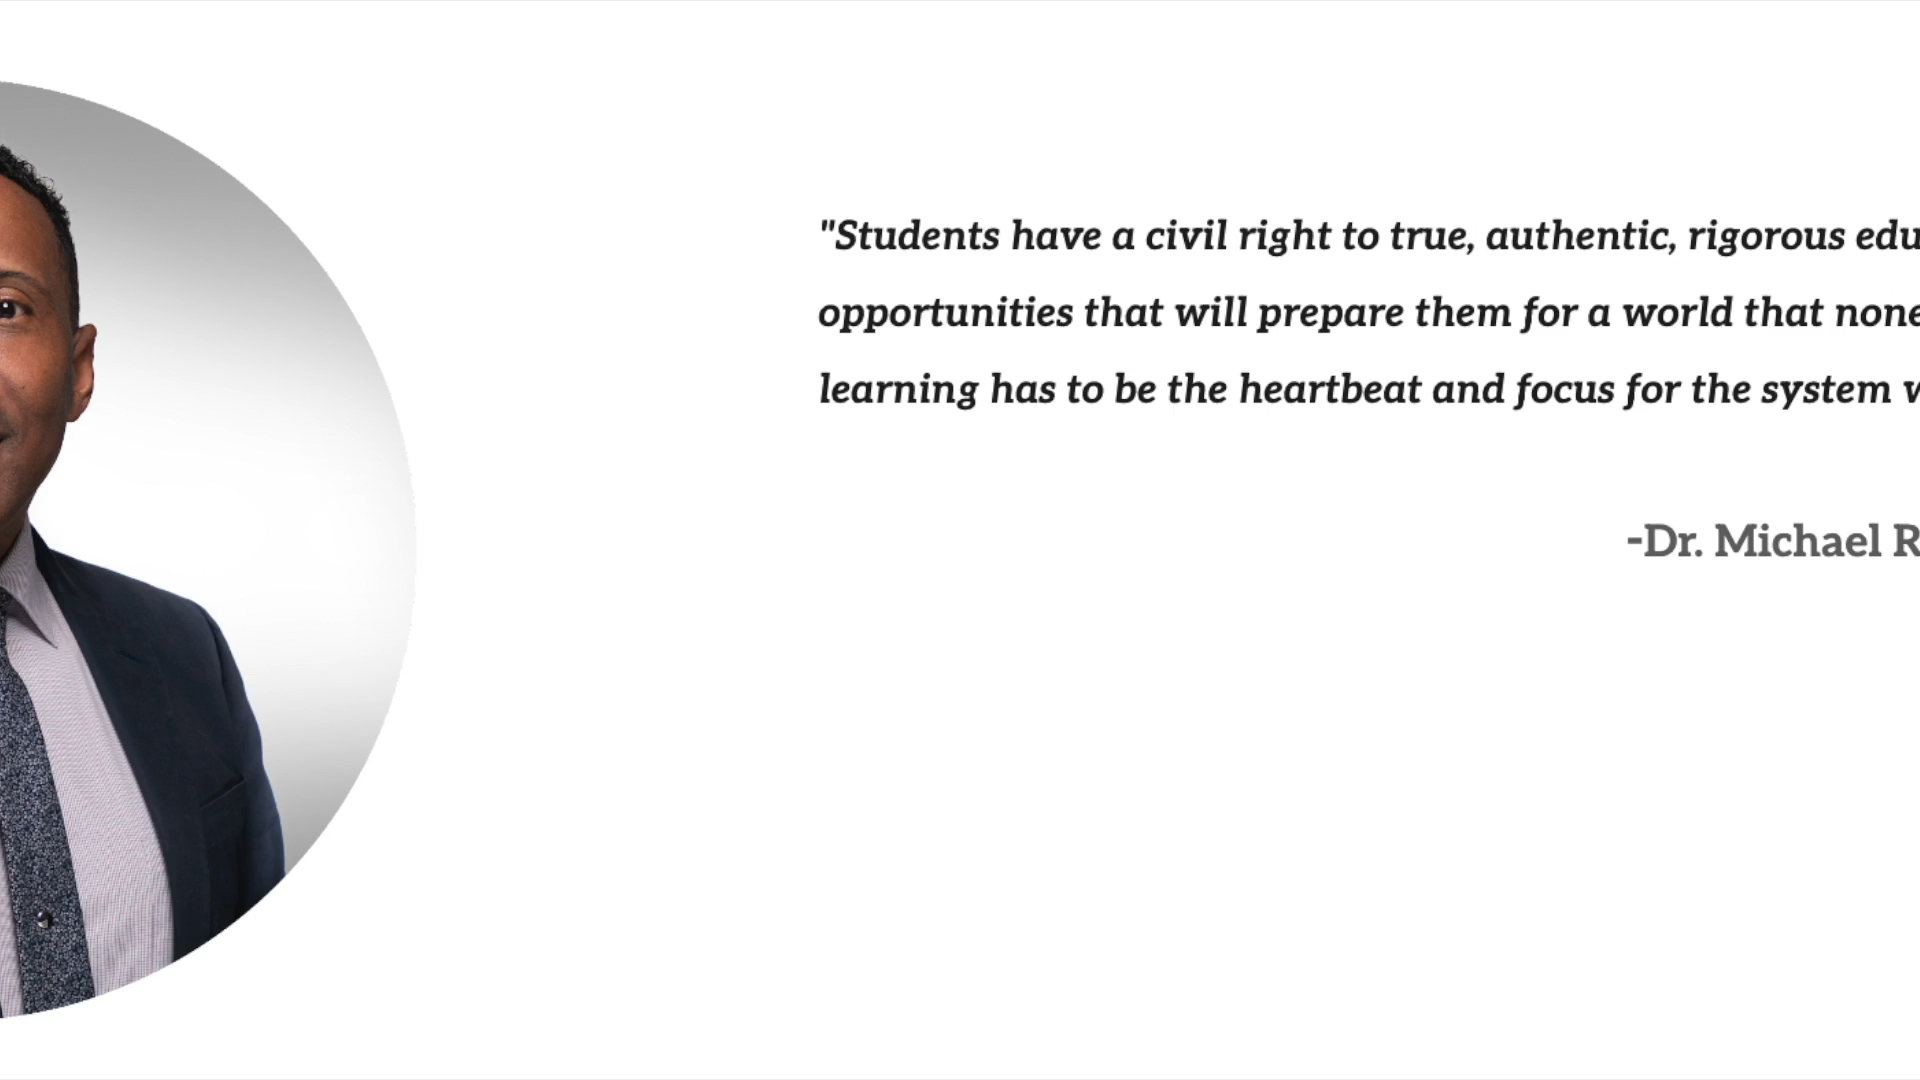 "Students have a civil right to true, authentic, rigorous edu
opportunities that will prepare them for a world that none
learning has to be the heartbeat and focus for the system
-Dr. Michael R